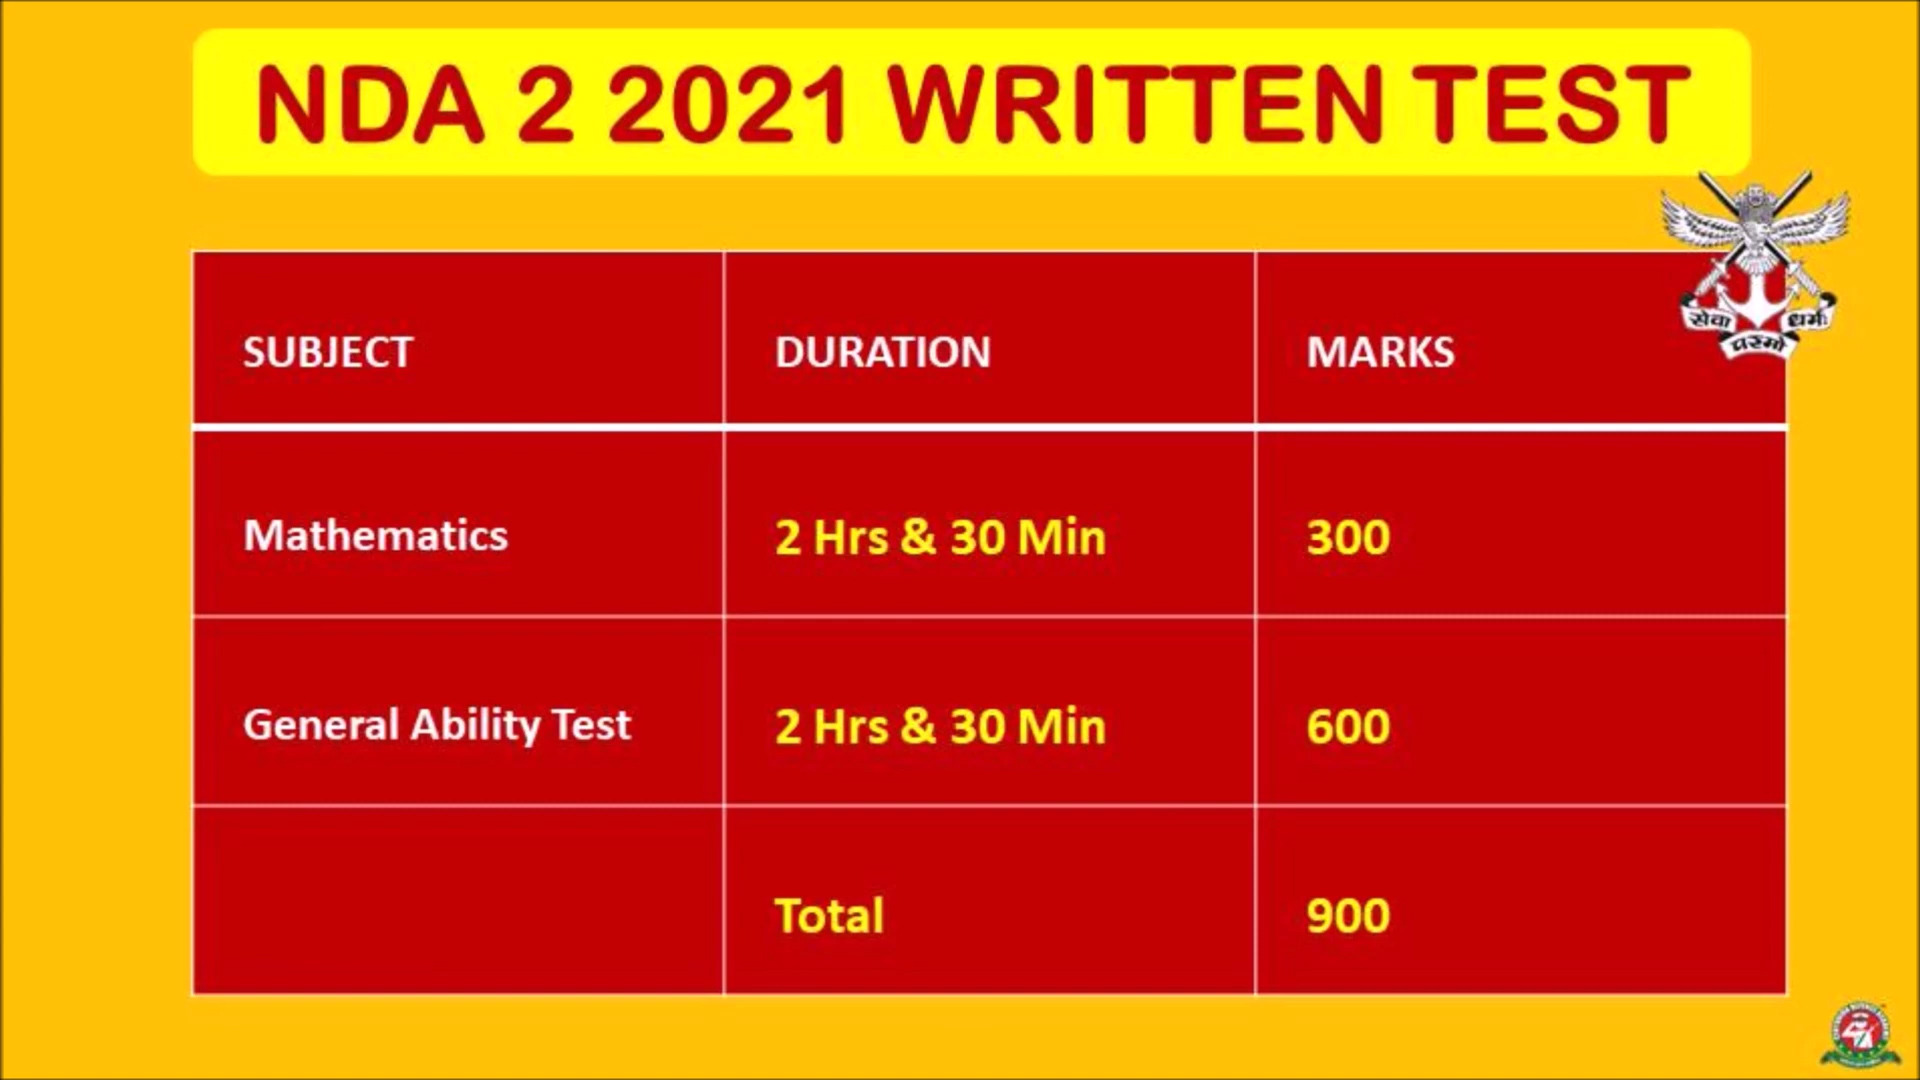 NDA 2 2021 WRITTEN TEST
सेवा धर्मः
परमो
SUBJECT DURATION MARKS
Mathematics 2 Hrs & 30 Min 300
General Ability Test 2 Hrs & 30 Min 600
Total 900